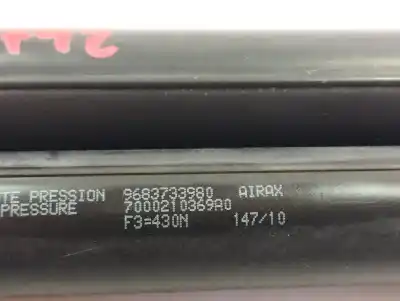 TE PRESSION 9683733980 AIRAX
PRESSURE 7000210369A0
F3=430N 147/10